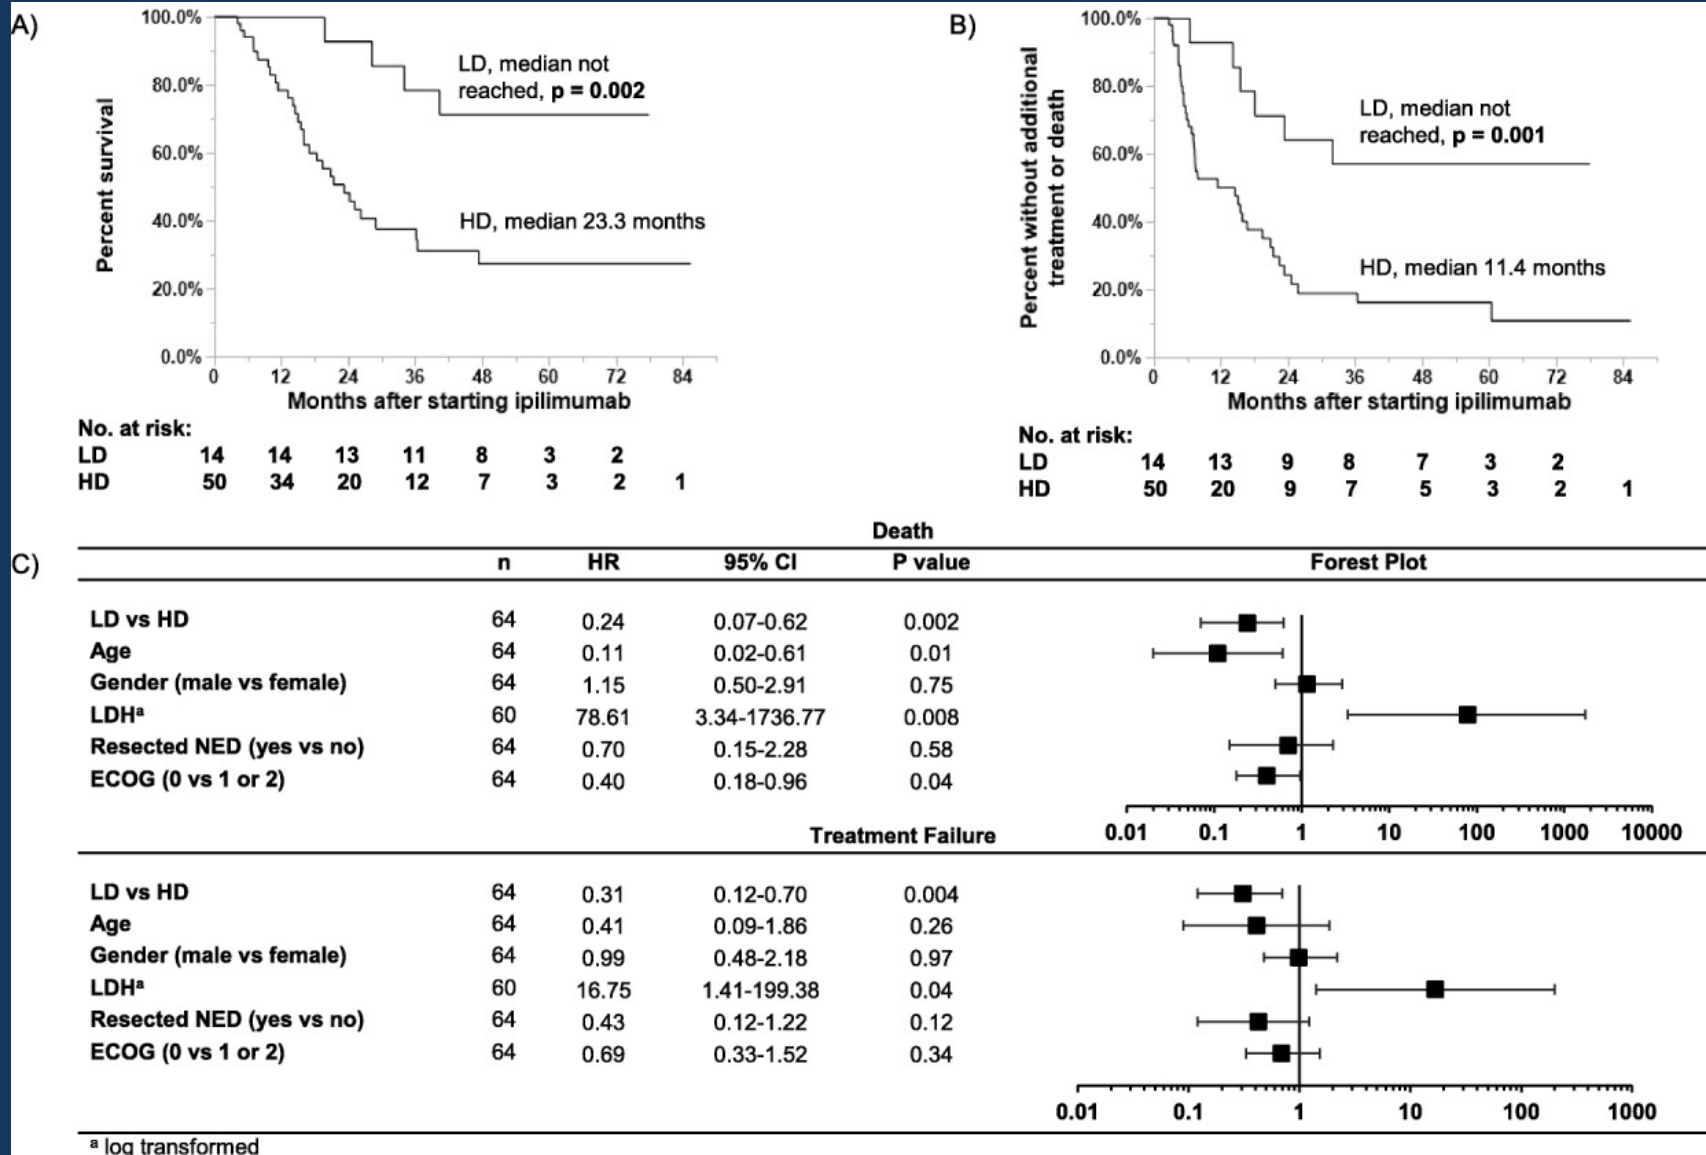 A)
100.0%
80.0%
60.0%
40.0%
20.0%
0.0%
Percent survival
LD, median not
reached, p = 0.002
HD, median 23.3 months
0 12 24 36 48 60 72 84
Months after starting ipilimumab
No. at risk:
LD 14 14 13 11 8 3 2
HD 50 34 20 12 7 3 2 1
B)
100.0%
80.0%
60.0%
40.0%
20.0%
0.0%
Percent without additional
treatment or death
LD, median not
reached, p = 0.001
HD, median 11.4 months
0 12 24 36 48 60 72 84
Months after starting ipilimumab
No. at risk:
LD 14 13 9 8 7 3 2
HD 50 20 9 7 5 3 2 1
Death
C)
n HR 95% CI P value Forest Plot
LD vs HD 64 0.24 0.07-0.62 0.002
Age 64 0.11 0.02-0.61 0.01
Gender (male vs female) 64 1.15 0.50-2.91 0.75
LDHᵃ 60 78.61 3.34-1736.77 0.008
Resected NED (yes vs no) 64 0.70 0.15-2.28 0.58
ECOG (0 vs 1 or 2) 64 0.40 0.18-0.96 0.04
0.01 0.1 1 10 100 1000 10000
Treatment Failure
LD vs HD 64 0.31 0.12-0.70 0.004
Age 64 0.41 0.09-1.86 0.26
Gender (male vs female) 64 0.99 0.48-2.18 0.97
LDHᵃ 60 16.75 1.41-199.38 0.04
Resected NED (yes vs no) 64 0.43 0.12-1.22 0.12
ECOG (0 vs 1 or 2) 64 0.69 0.33-1.52 0.34
0.01 0.1 1 10 100 1000
ᵃ log transformed